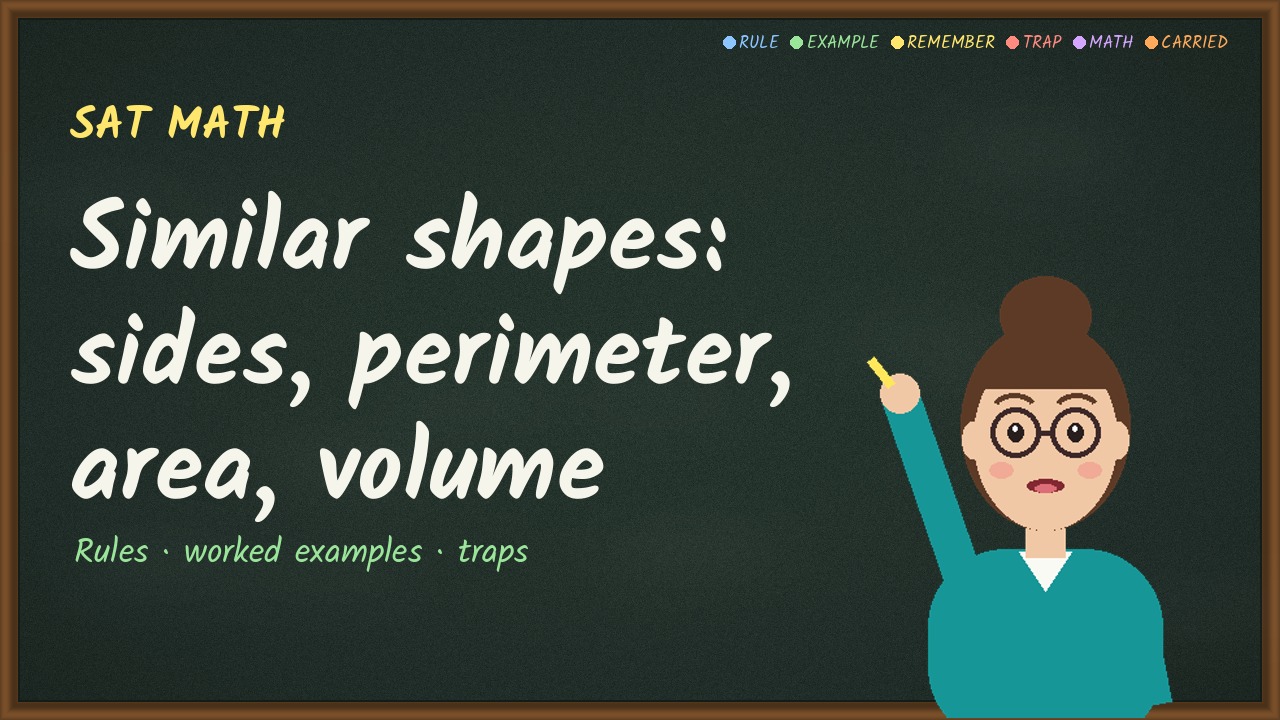 RULE EXAMPLE REMEMBER TRAP MATH CARRIED
SAT MATH
Similar shapes:
sides, perimeter,
area, volume
Rules · worked examples · traps